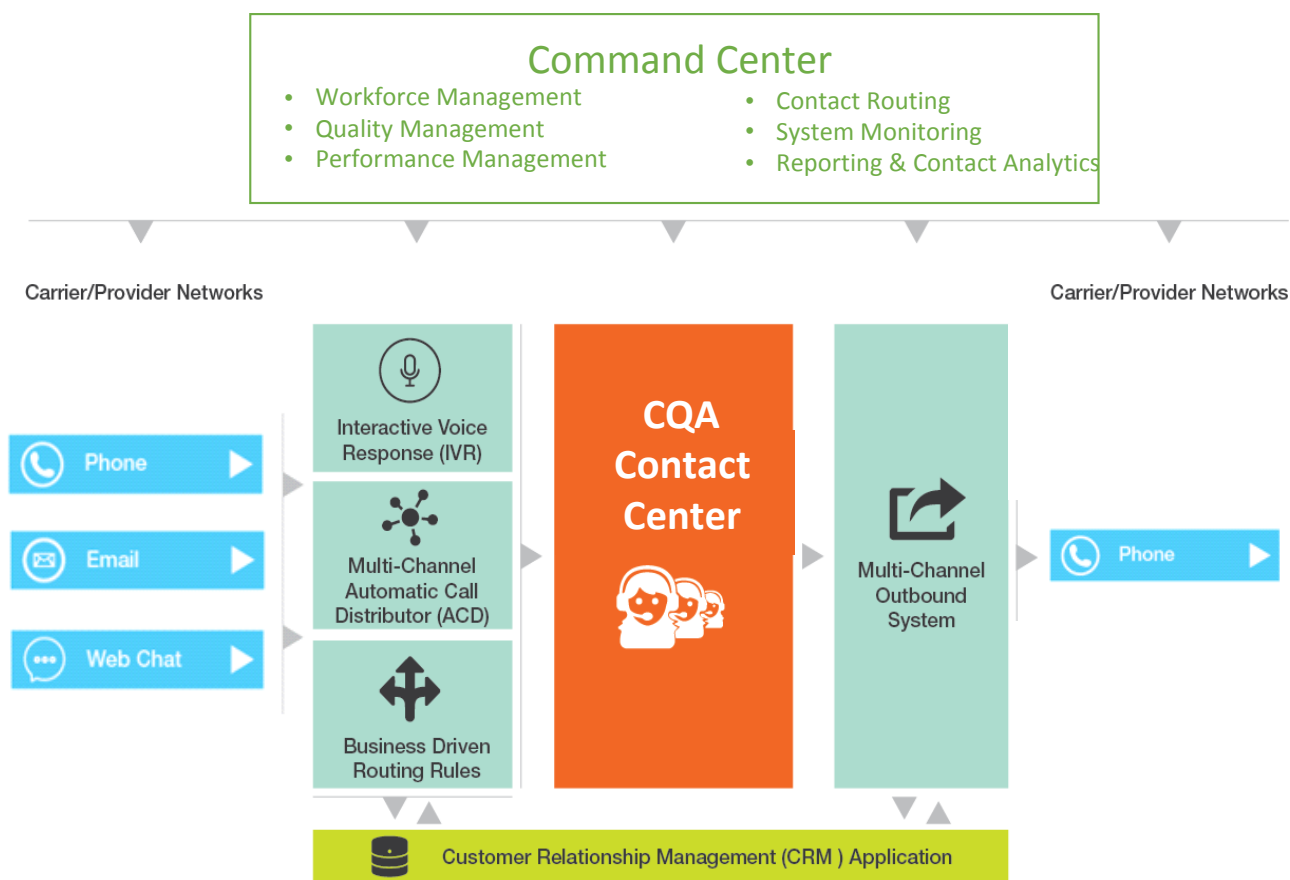 Command Center
• Workforce Management
• Quality Management
• Performance Management
• Contact Routing
• System Monitoring
• Reporting & Contact Analytics
Carrier/Provider Networks
Carrier/Provider Networks
Phone
Email
Web Chat
Interactive Voice
Response (IVR)
Multi-Channel
Automatic Call
Distributor (ACD)
Business Driven
Routing Rules
CQA
Contact
Center
Multi-Channel
Outbound
System
Phone
Customer Relationship Management (CRM ) Application